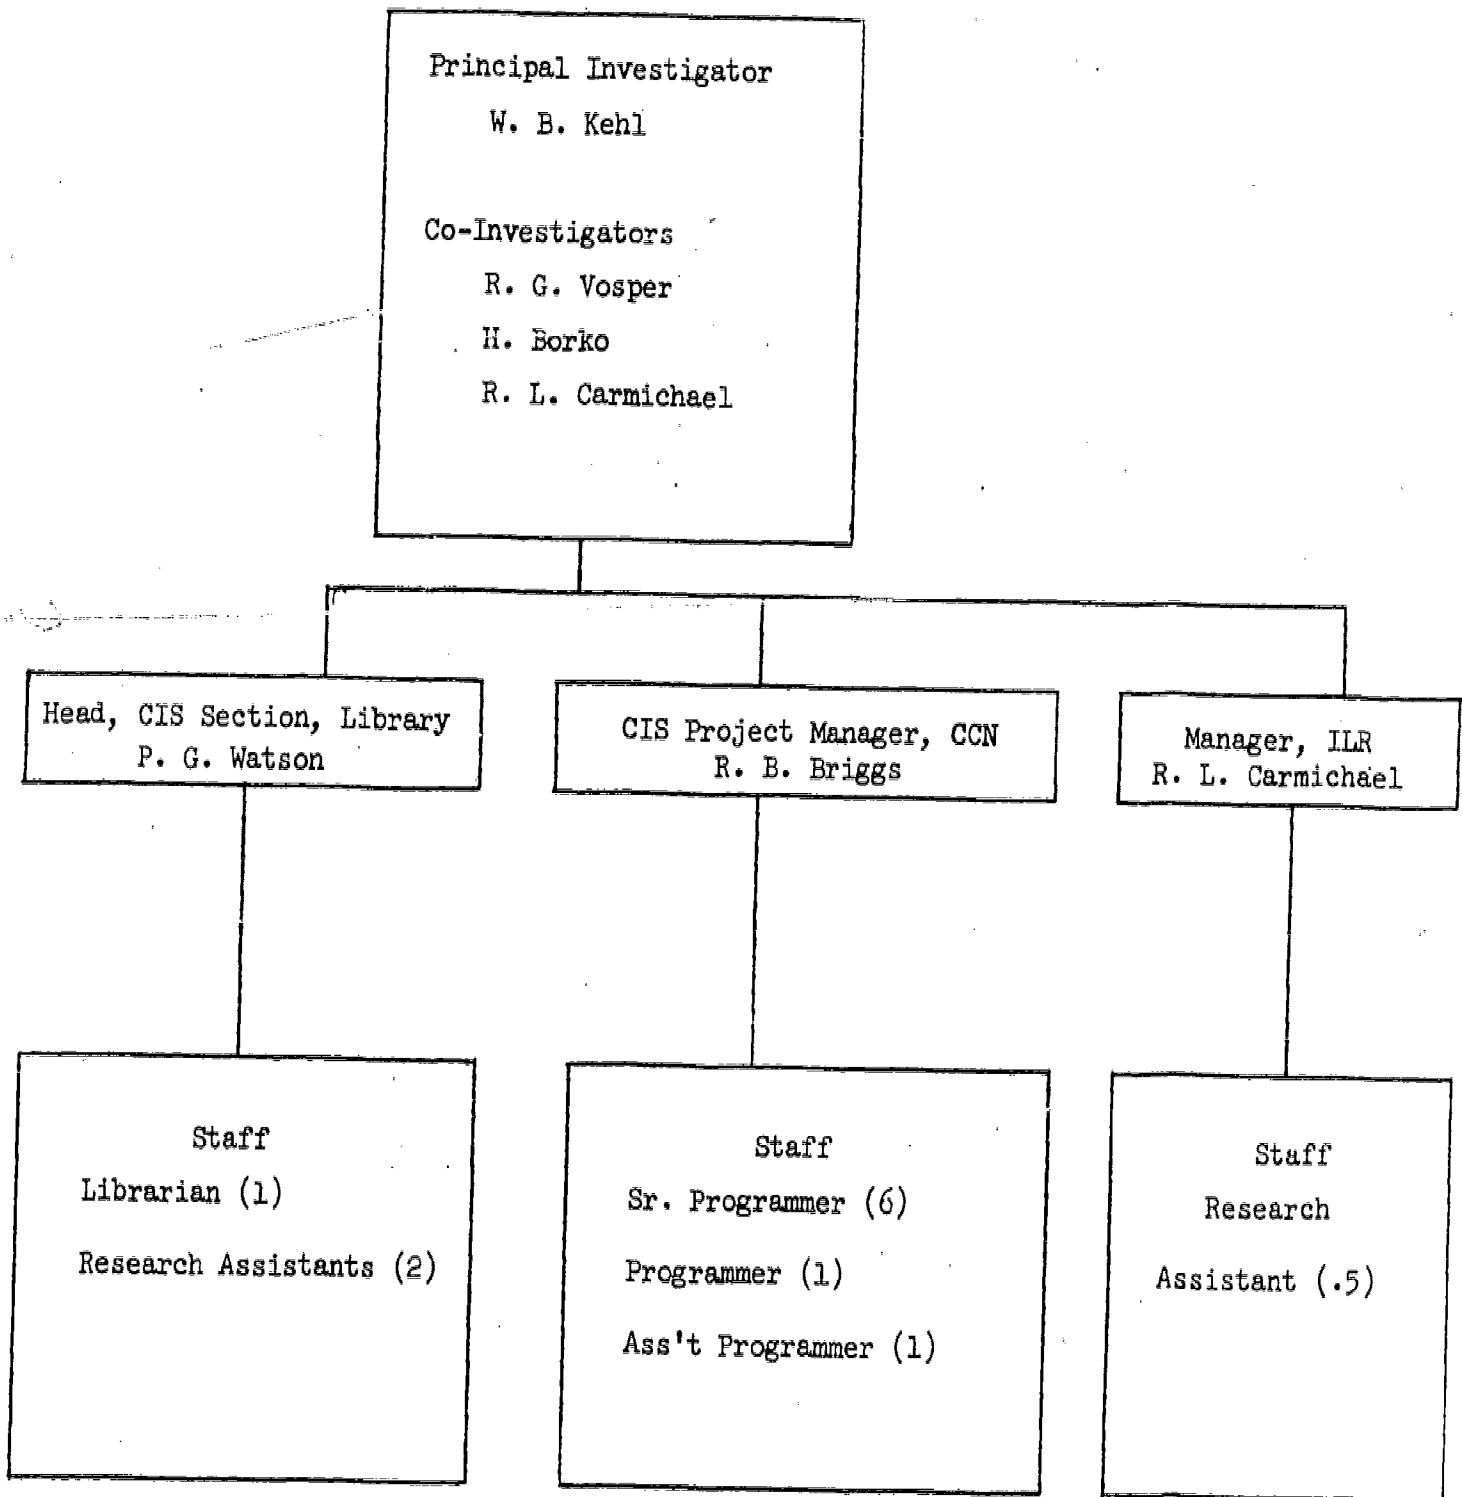 Principal Investigator
W. B. Kehl
Co-Investigators
R. G. Vosper
H. Borko
R. L. Carmichael
Head, CIS Section, Library
P. G. Watson
CIS Project Manager, CCN
R. B. Briggs
Manager, ILR
R. L. Carmichael
Staff
Librarian (1)
Research Assistants (2)
Staff
Sr. Programmer (6)
Programmer (1)
Ass't Programmer (1)
Staff
Research
Assistant (.5)